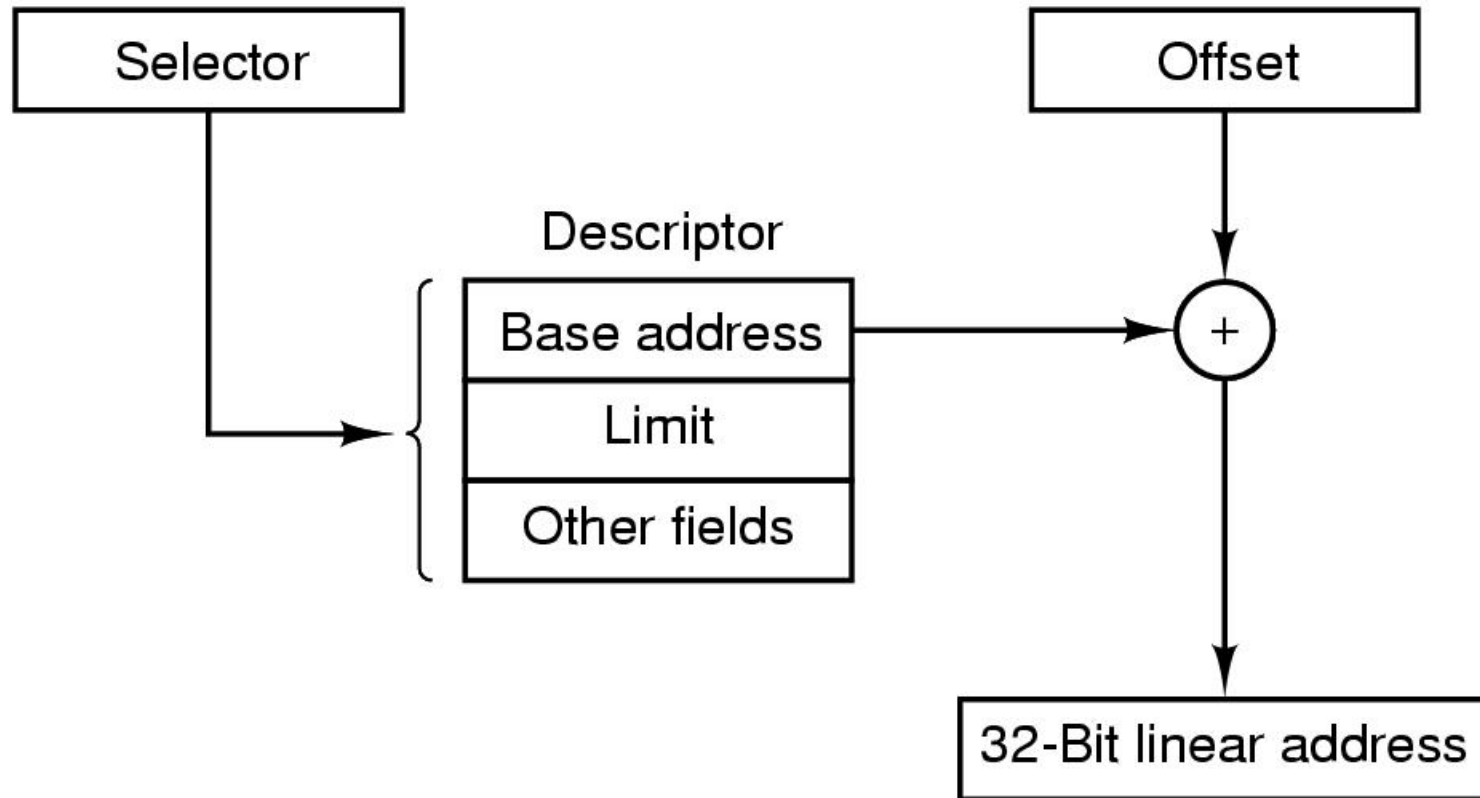 Selector
Offset
Descriptor
Base address
+
Limit
Other fields
32-Bit linear address